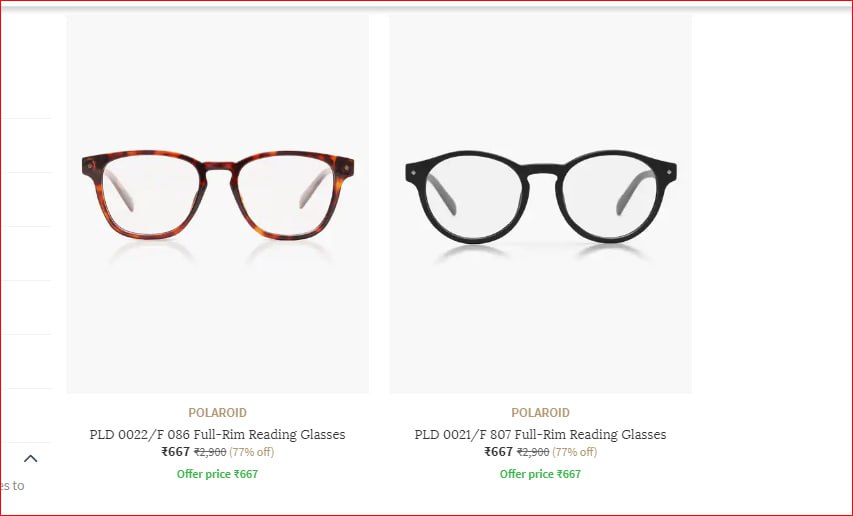 POLAROID
PLD 0022/F 086 Full-Rim Reading Glasses
₹667 ₹2,900 (77% off)
Offer price ₹667
POLAROID
PLD 0021/F 807 Full-Rim Reading Glasses
₹667 ₹2,900 (77% off)
Offer price ₹667
es to